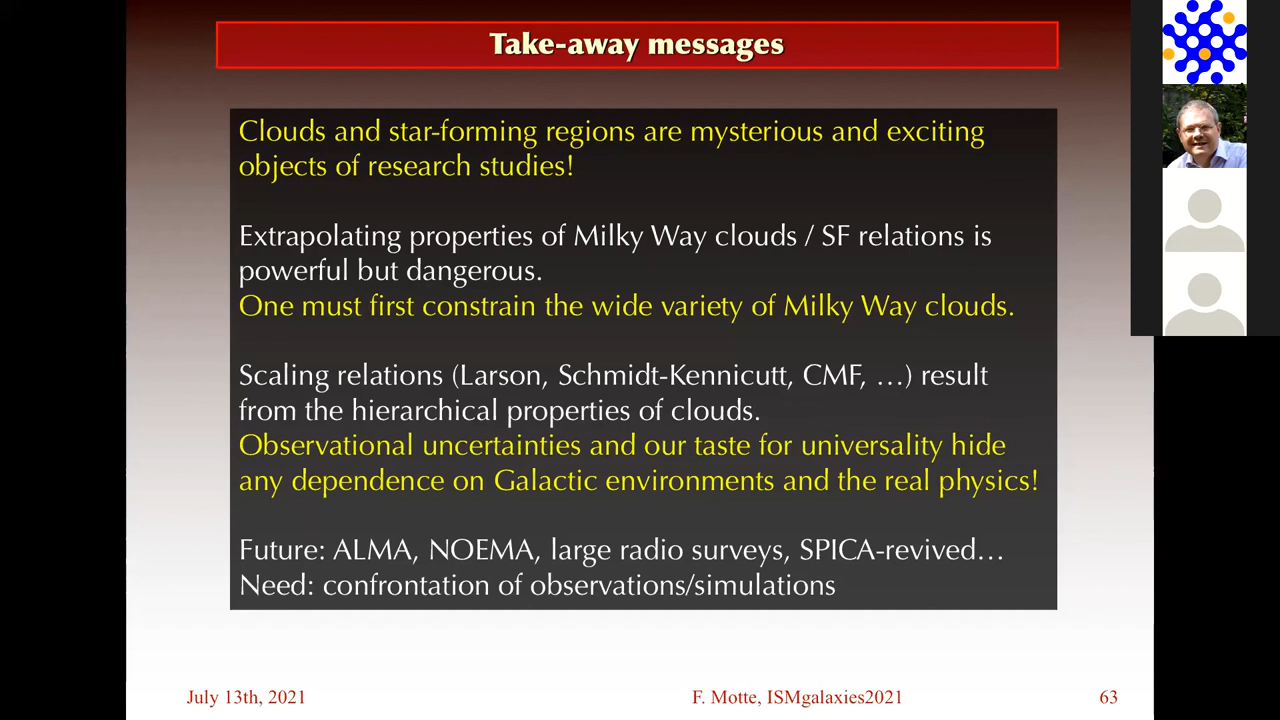 Take-away messages
Clouds and star-forming regions are mysterious and exciting
objects of research studies!
Extrapolating properties of Milky Way clouds / SF relations is
powerful but dangerous.
One must first constrain the wide variety of Milky Way clouds.
Scaling relations (Larson, Schmidt-Kennicutt, CMF, …) result
from the hierarchical properties of clouds.
Observational uncertainties and our taste for universality hide
any dependence on Galactic environments and the real physics!
Future: ALMA, NOEMA, large radio surveys, SPICA-revived…
Need: confrontation of observations/simulations
July 13th, 2021
F. Motte, ISMgalaxies2021
63